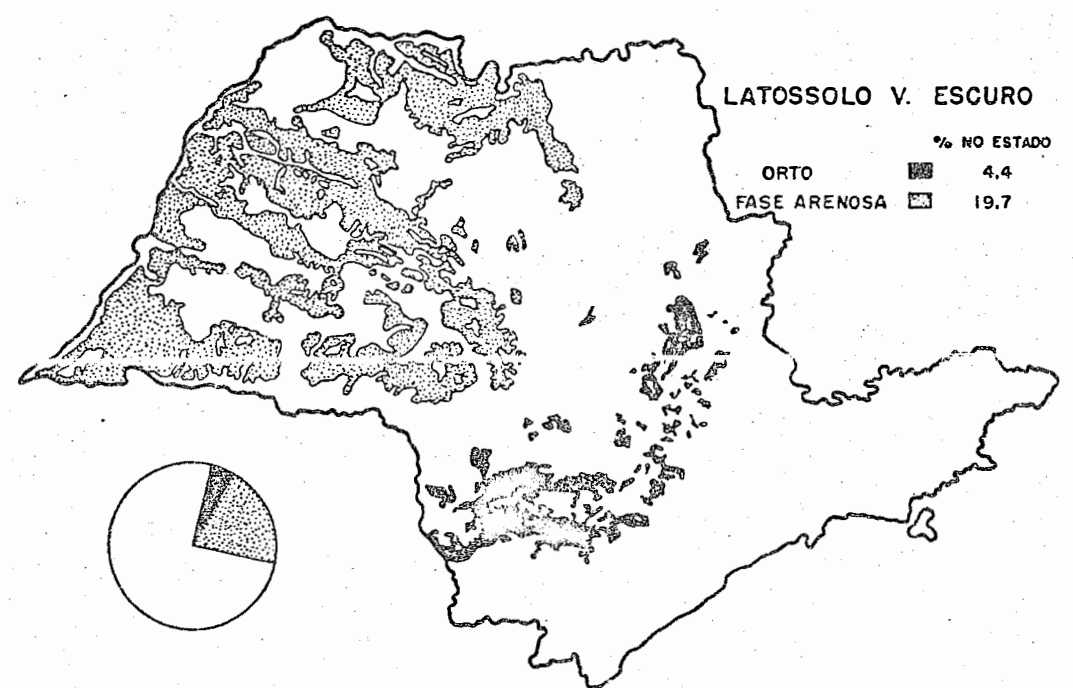 LATOSSOLO V. ESCURO
% NO ESTADO
ORTO 4.4
FASE ARENOSA 19.7